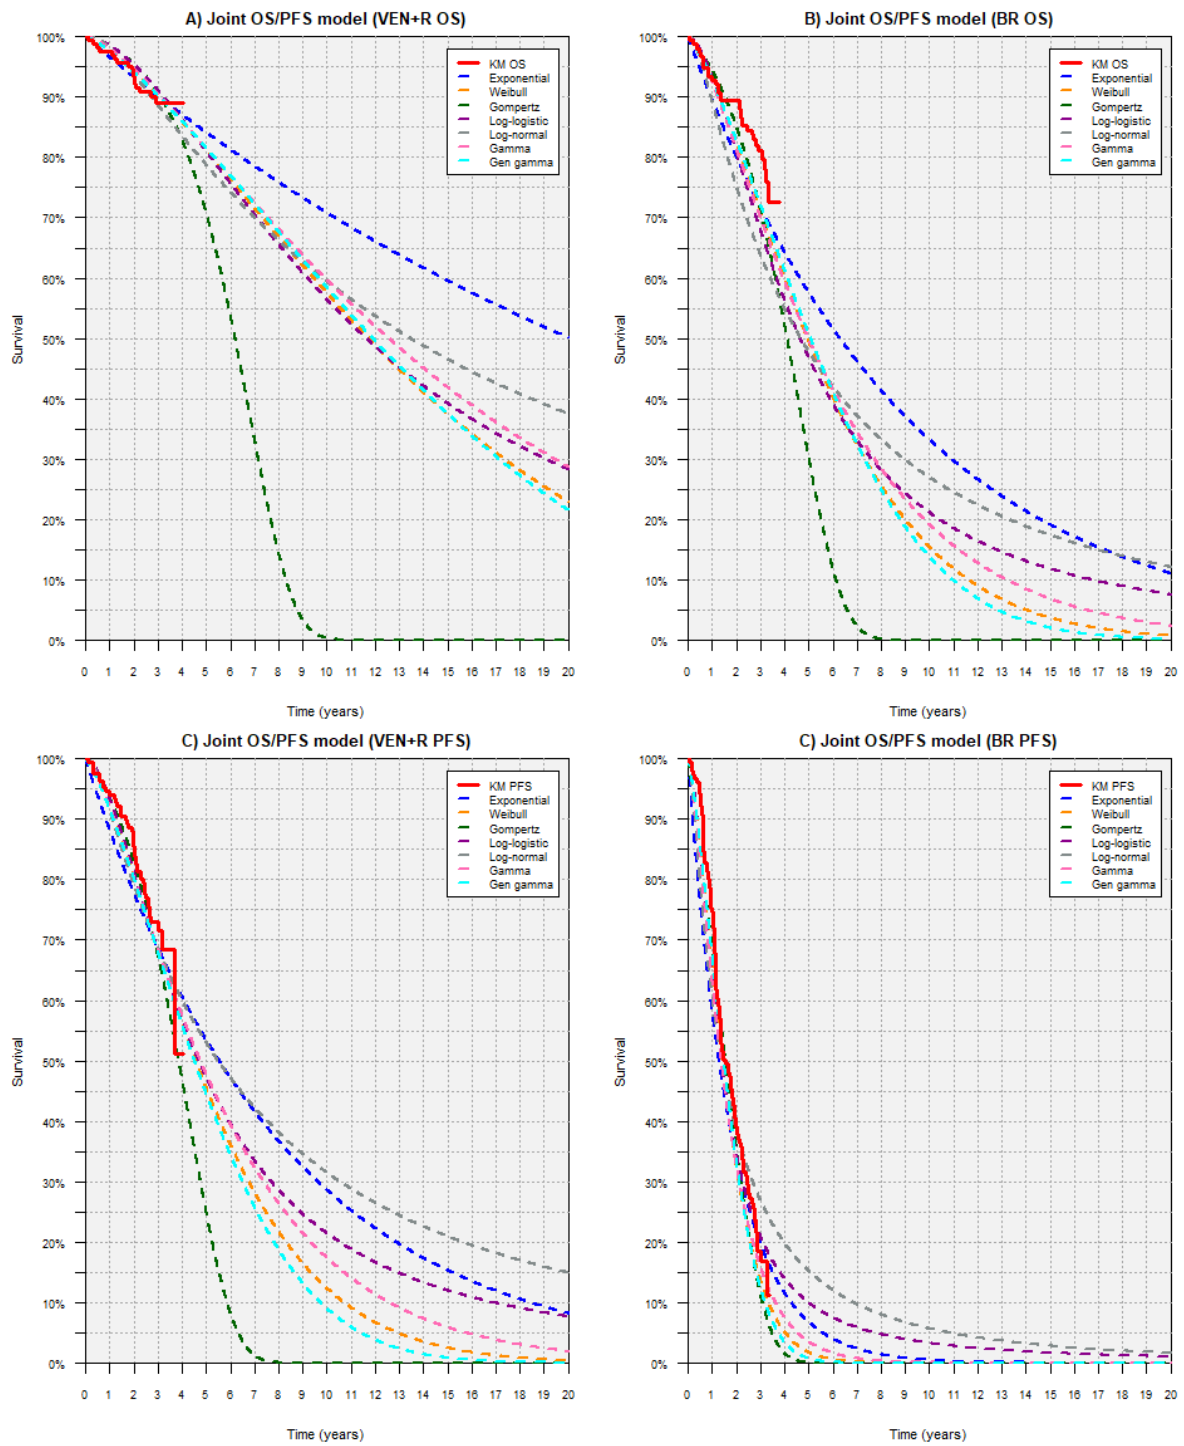 A) Joint OS/PFS model (VEN+R OS)
100%
90%
80%
70%
60%
50%
40%
30%
20%
10%
0%
Survival
KM OS
Exponential
Weibull
Gompertz
Log-logistic
Log-normal
Gamma
Gen gamma
0 1 2 3 4 5 6 7 8 9 10 11 12 13 14 15 16 17 18 19 20
Time (years)
B) Joint OS/PFS model (BR OS)
100%
90%
80%
70%
60%
50%
40%
30%
20%
10%
0%
Survival
KM OS
Exponential
Weibull
Gompertz
Log-logistic
Log-normal
Gamma
Gen gamma
0 1 2 3 4 5 6 7 8 9 10 11 12 13 14 15 16 17 18 19 20
Time (years)
C) Joint OS/PFS model (VEN+R PFS)
100%
90%
80%
70%
60%
50%
40%
30%
20%
10%
0%
Survival
KM PFS
Exponential
Weibull
Gompertz
Log-logistic
Log-normal
Gamma
Gen gamma
0 1 2 3 4 5 6 7 8 9 10 11 12 13 14 15 16 17 18 19 20
Time (years)
C) Joint OS/PFS model (BR PFS)
100%
90%
80%
70%
60%
50%
40%
30%
20%
10%
0%
Survival
KM PFS
Exponential
Weibull
Gompertz
Log-logistic
Log-normal
Gamma
Gen gamma
0 1 2 3 4 5 6 7 8 9 10 11 12 13 14 15 16 17 18 19 20
Time (years)